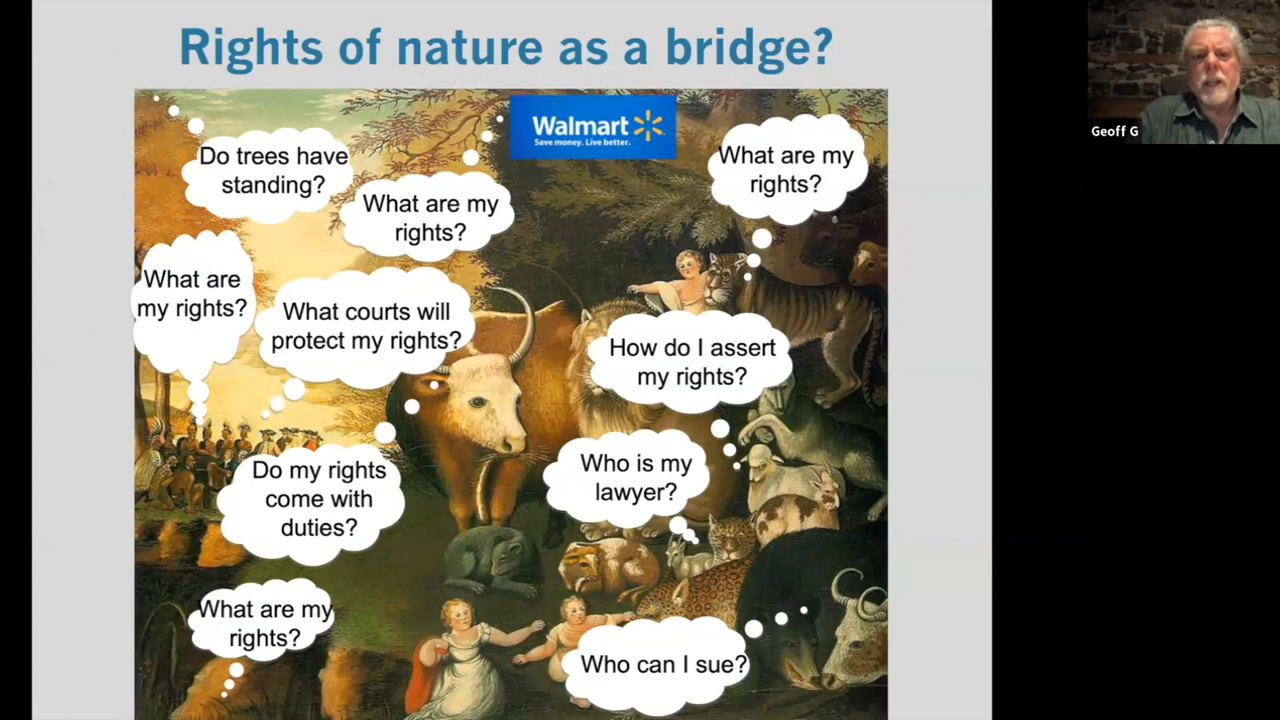 Rights of nature as a bridge?
Walmart
Save money. Live better.
Do trees have
standing?
What are my
rights?
What are my
rights?
What are
my rights?
What courts will
protect my rights?
How do I assert
my rights?
Do my rights
come with
duties?
Who is my
lawyer?
What are my
rights?
Who can I sue?
Geoff G